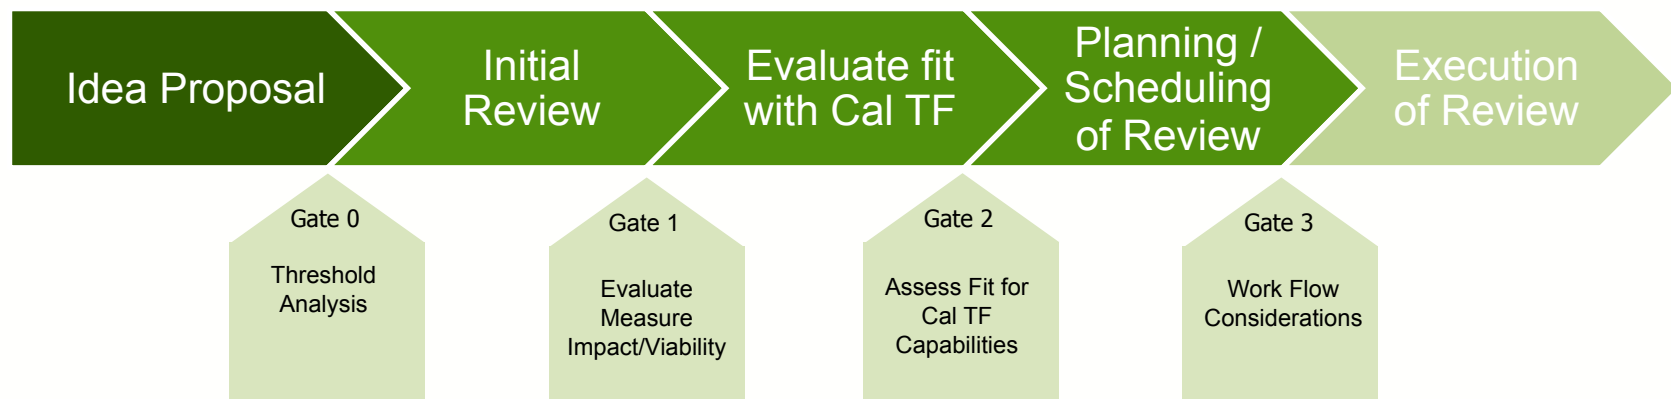 Idea Proposal
Initial
Review
Evaluate fit
with Cal TF
Planning /
Scheduling
of Review
Execution
of Review
Gate 0
Threshold
Analysis
Gate 1
Evaluate
Measure
Impact/Viability
Gate 2
Assess Fit for
Cal TF
Capabilities
Gate 3
Work Flow
Considerations